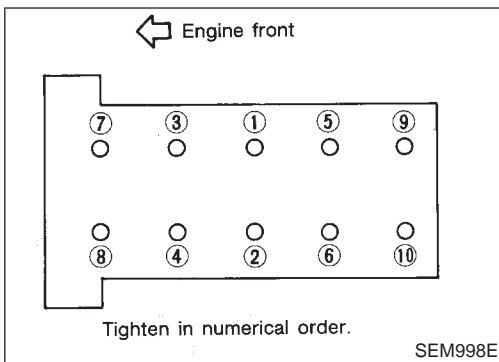 Engine front
⑦ ③ ① ⑤ ⑨
⑧ ④ ② ⑥ ⑩
Tighten in numerical order.
SEM998E